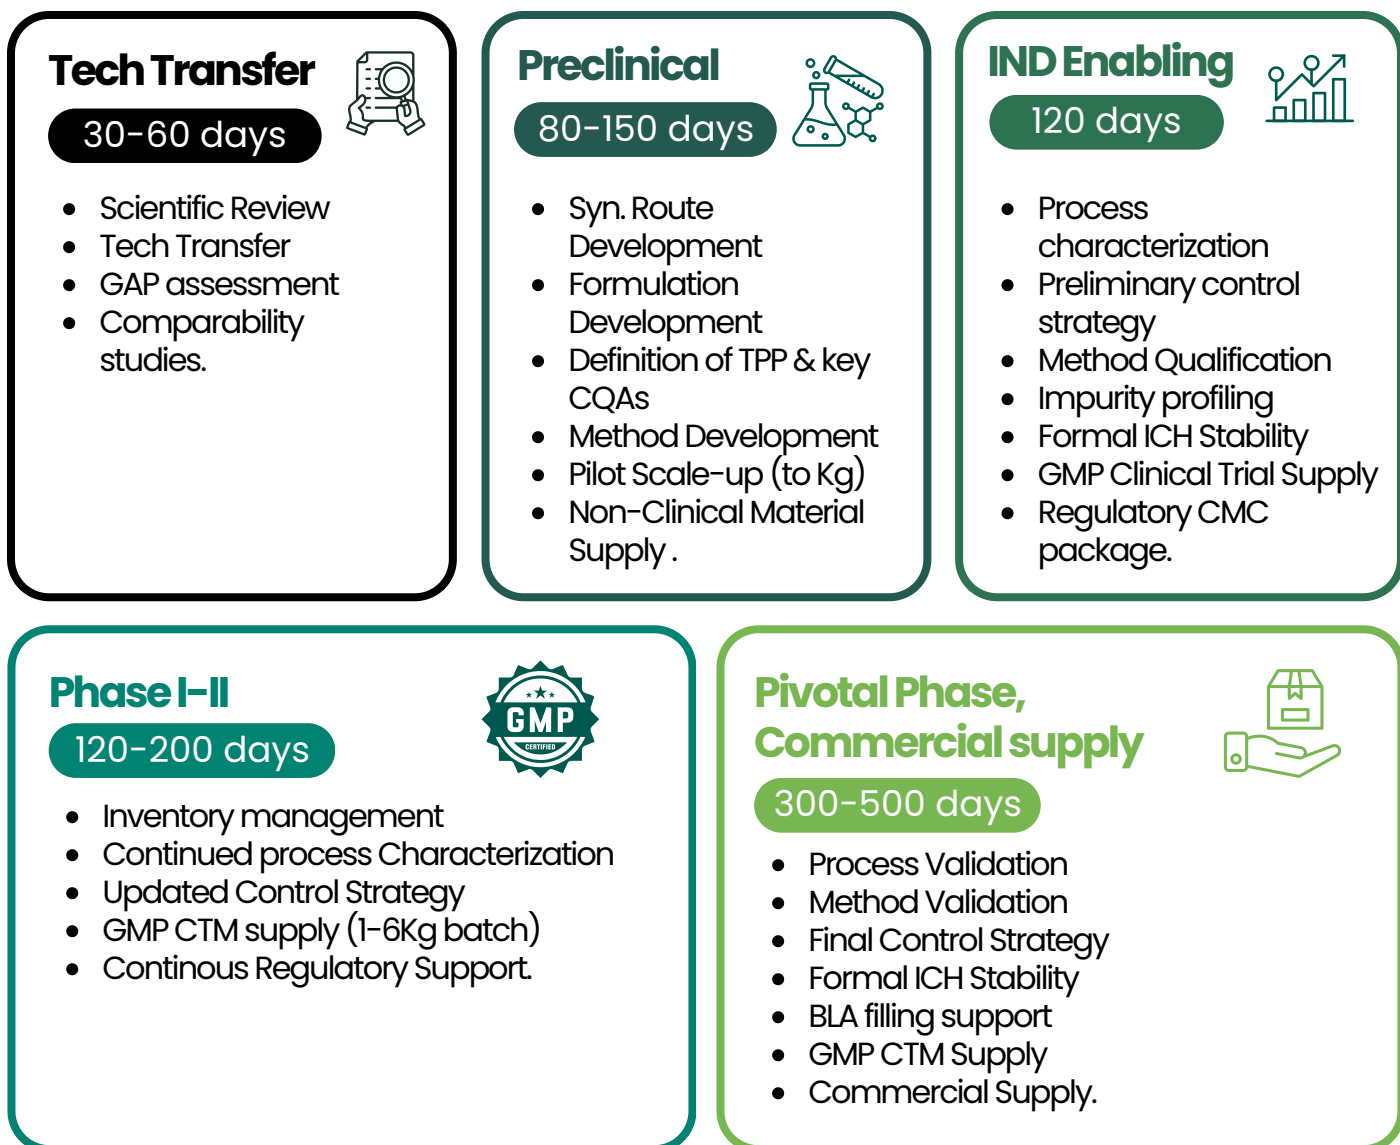 Tech Transfer
30-60 days
• Scientific Review
• Tech Transfer
• GAP assessment
• Comparability
studies.
Preclinical
80-150 days
• Syn. Route
Development
• Formulation
Development
• Definition of TPP & key
CQAs
• Method Development
• Pilot Scale-up (to Kg)
• Non-Clinical Material
Supply .
IND Enabling
120 days
• Process
characterization
• Preliminary control
strategy
• Method Qualification
• Impurity profiling
• Formal ICH Stability
• GMP Clinical Trial Supply
• Regulatory CMC
package.
Phase I-II
120-200 days
GMP
CERTIFIED
• Inventory management
• Continued process Characterization
• Updated Control Strategy
• GMP CTM supply (1-6Kg batch)
• Continous Regulatory Support.
Pivotal Phase,
Commercial supply
300-500 days
• Process Validation
• Method Validation
• Final Control Strategy
• Formal ICH Stability
• BLA filling support
• GMP CTM Supply
• Commercial Supply.